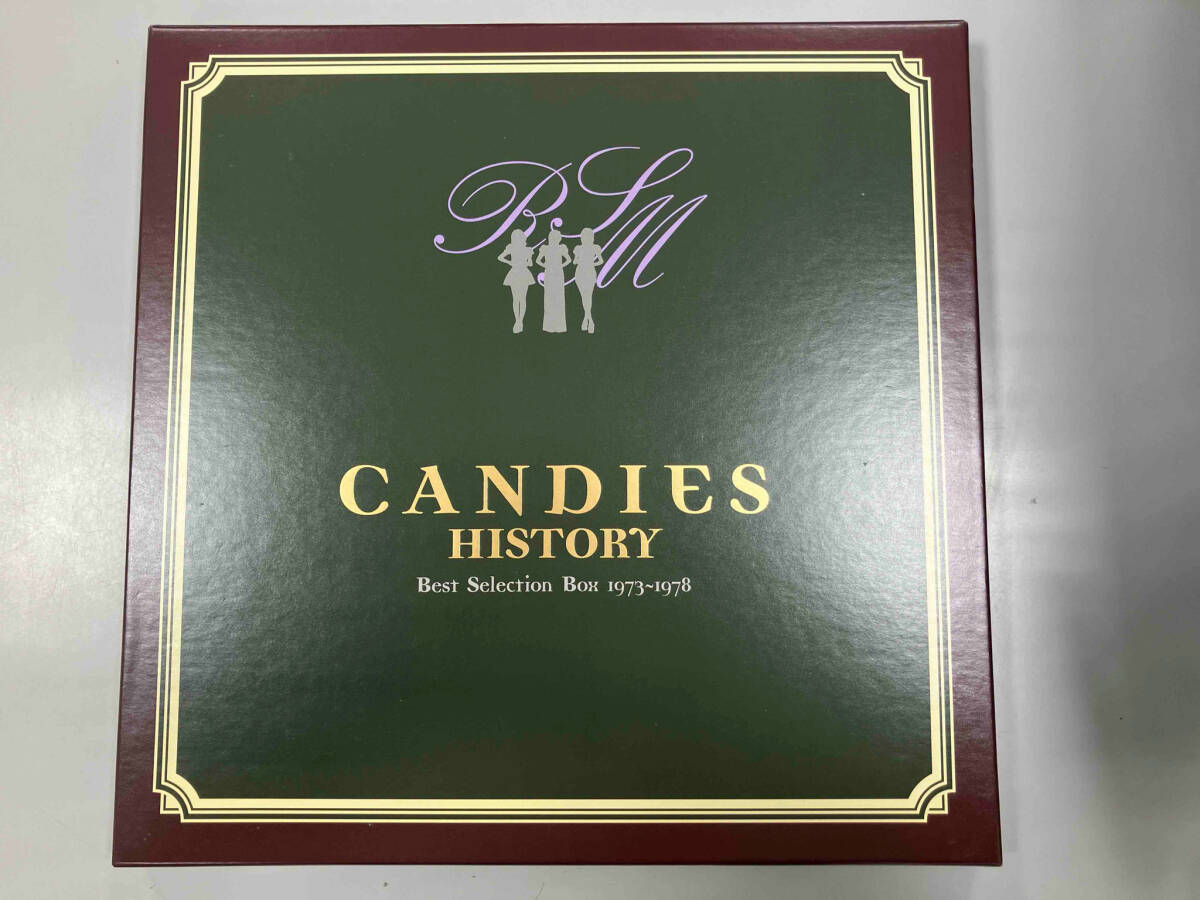 RSM
CANDIES
HISTORY
Best Selection Box 1973~1978